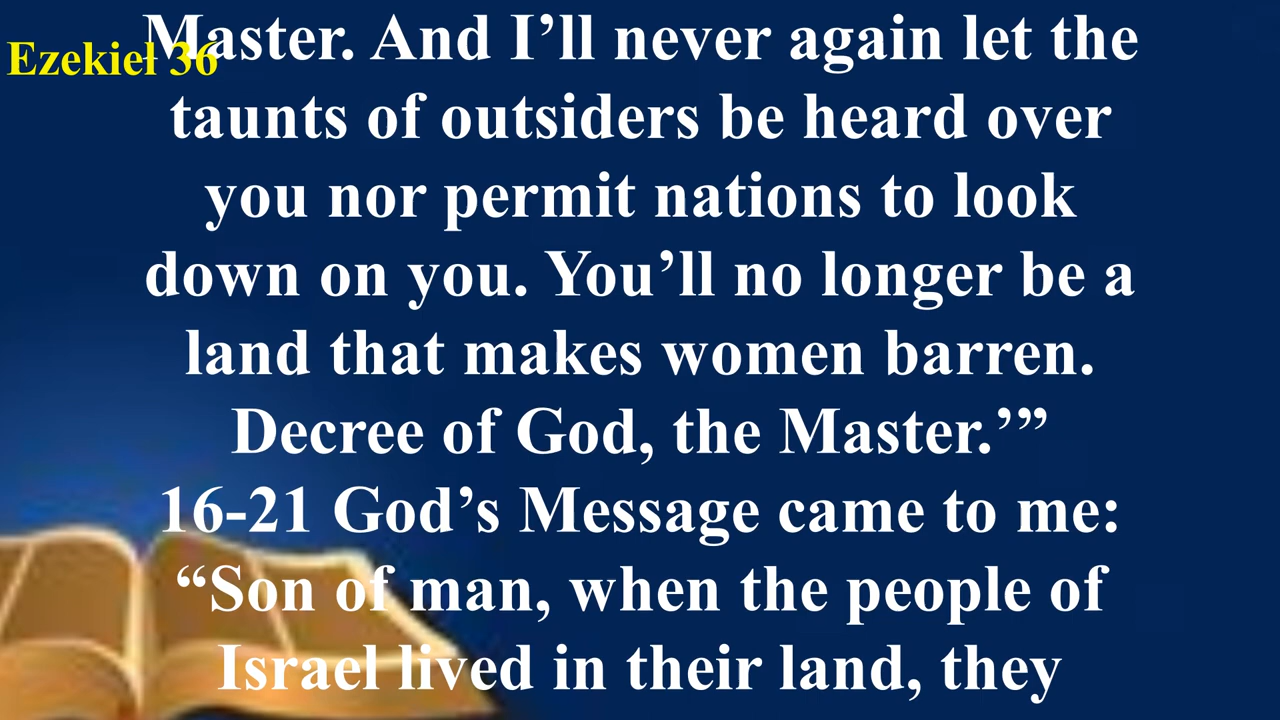 Ezekiel 36
Master. And I’ll never again let the
taunts of outsiders be heard over
you nor permit nations to look
down on you. You’ll no longer be a
land that makes women barren.
Decree of God, the Master.’”
16-21 God’s Message came to me:
“Son of man, when the people of
Israel lived in their land, they